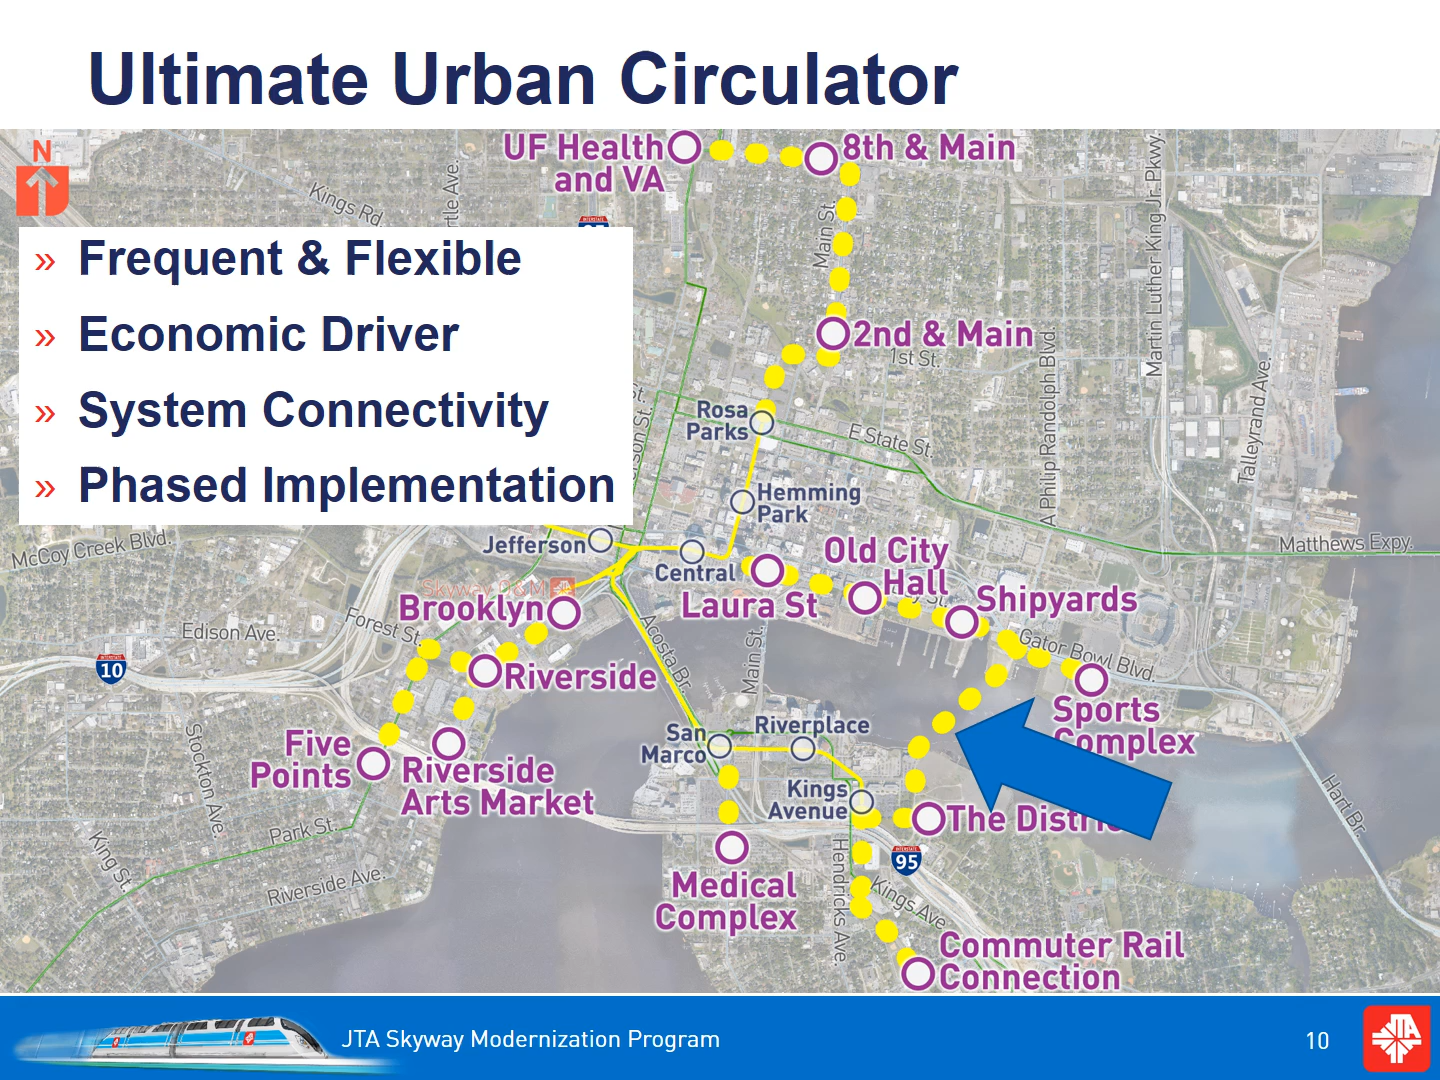 Ultimate Urban Circulator
N
» Frequent & Flexible
» Economic Driver
» System Connectivity
» Phased Implementation
UF Health
and VA
8th & Main
Kings Rd.
Main St.
Martin Luther King Jr. Pkwy.
2nd & Main
1st St.
A Philip Randolph Blvd.
Talleyrand Ave.
Rosa
Parks
E State St.
Hemming
Park
McCoy Creek Blvd.
Jefferson
Central
Matthews Expy.
Old City
Hall
Skyway O&M
Brooklyn
Laura St
Shipyards
Edison Ave.
Forest St.
Acosta Br.
Main St.
Gator Bowl Blvd.
INTERSTATE
10
Riverside
Sports
Complex
Stockton Ave.
Five
Points
Riverside
Arts Market
San
Marco
Riverplace
Kings
Avenue
The Distri
Hart Br.
Park St.
King St.
Riverside Ave.
Medical
Complex
Hendricks Ave.
INTERSTATE
95
Kings Ave.
Commuter Rail
Connection
JTA Skyway Modernization Program
10
JTA